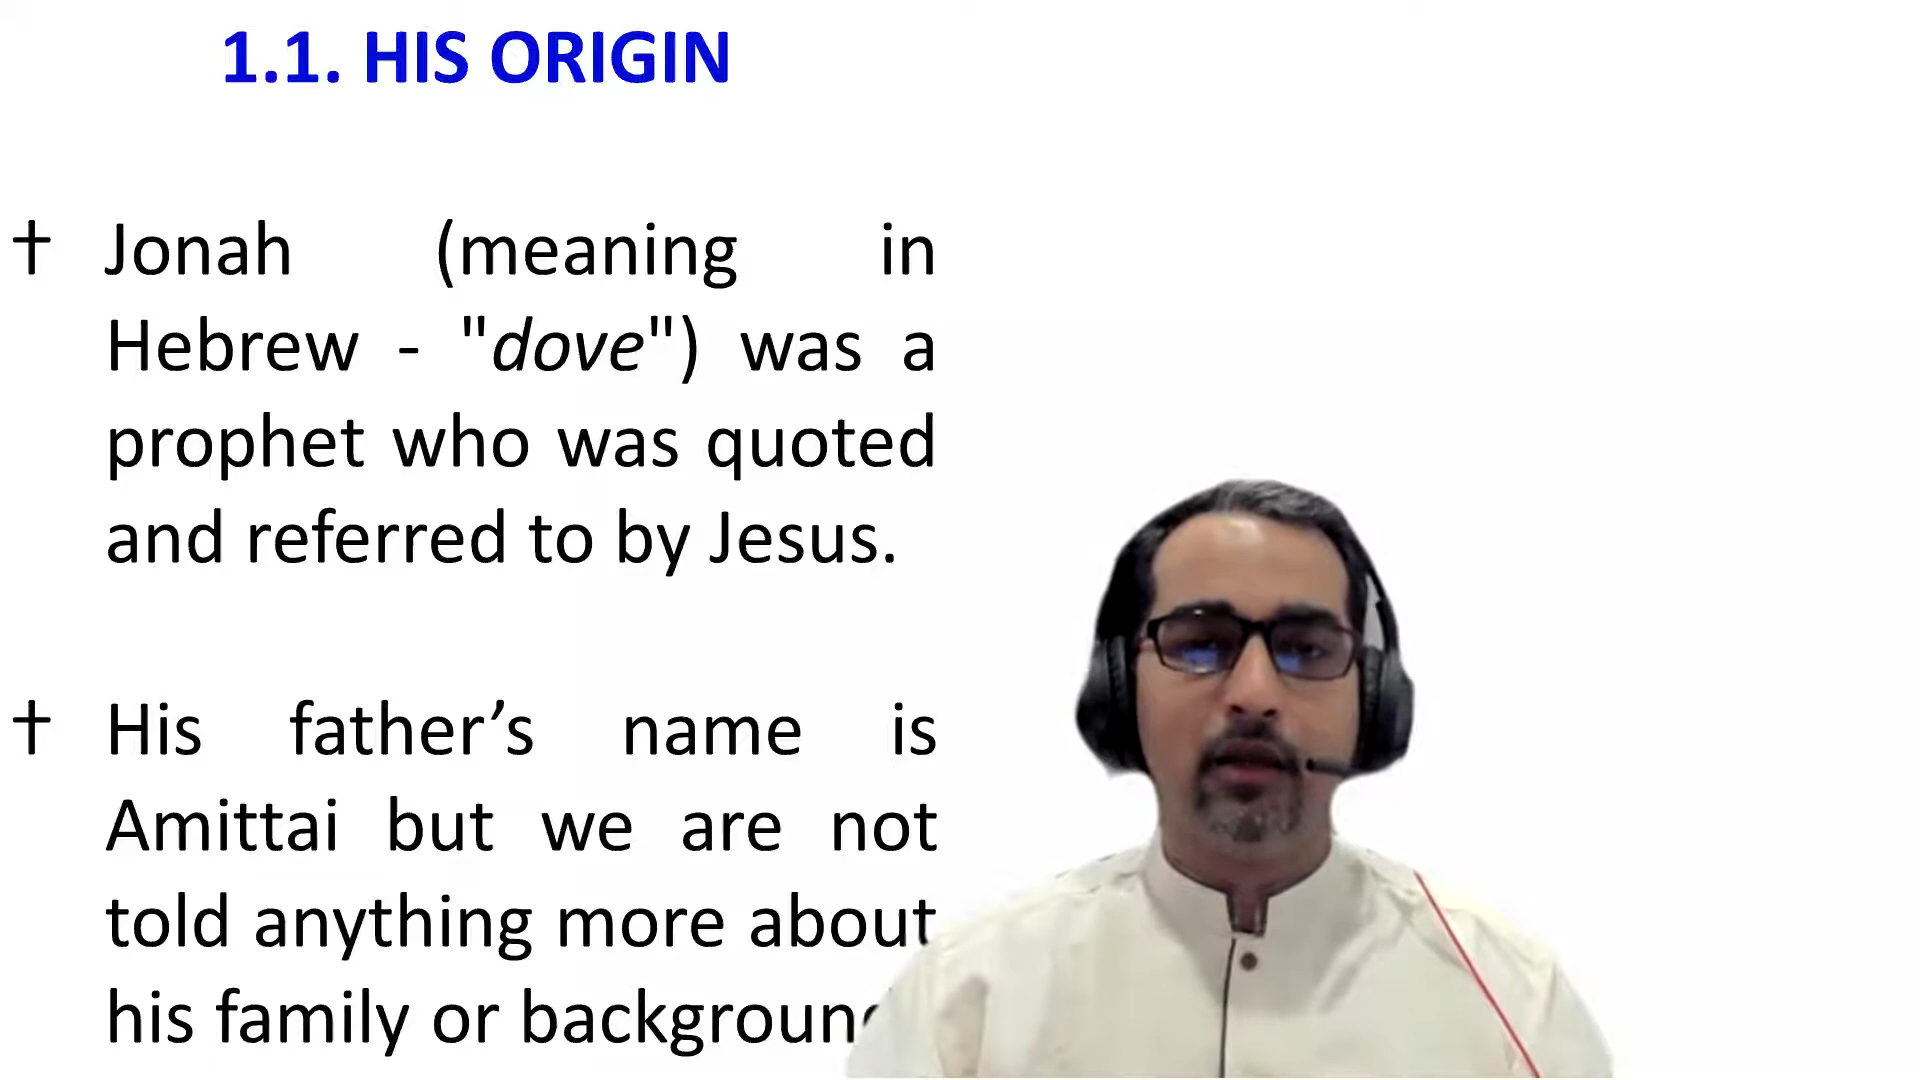 1.1. HIS ORIGIN
† Jonah (meaning in
Hebrew - "dove") was a
prophet who was quoted
and referred to by Jesus.
† His father’s name is
Amittai but we are not
told anything more about
his family or background